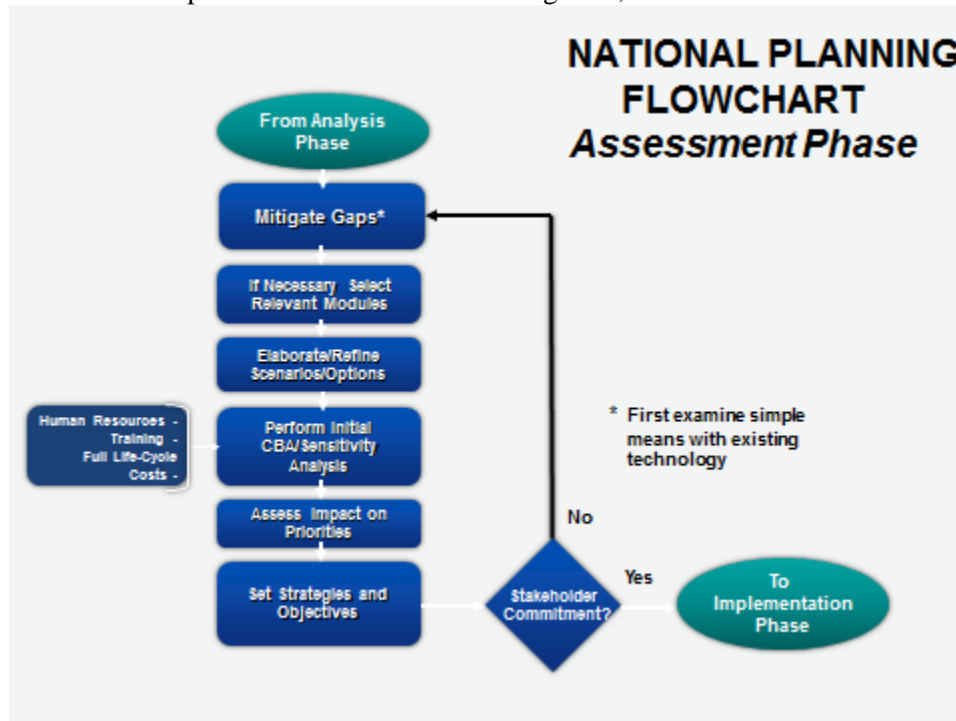 NATIONAL PLANNING
FLOWCHART
Assessment Phase
From Analysis
Phase
Mitigate Gaps*
If Necessary Select
Relevant Modules
Elaborate/Refine
Scenarios/Options
Human Resources -
Training -
Full Life-Cycle
Costs -
Perform Initial
CBA/Sensitivity
Analysis
* First examine simple
means with existing
technology
Assess Impact on
Priorities
Set Strategies and
Objectives
Stakeholder
Commitment?
No
Yes
To
Implementation
Phase